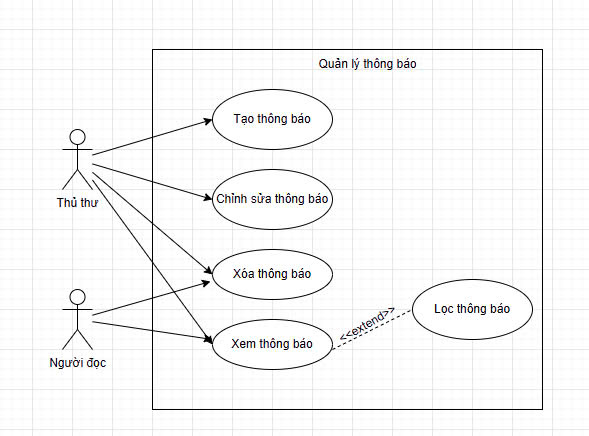 Quản lý thông báo
Tạo thông báo
Thủ thư
Chỉnh sửa thông báo
Xóa thông báo
Người đọc
Xem thông báo
<<extend>>
Lọc thông báo